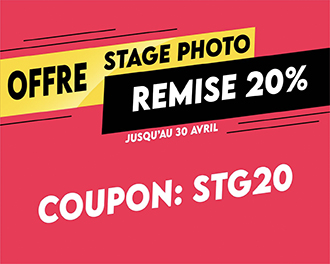 OFFRE
STAGE PHOTO
REMISE 20%
JUSQU'AU 30 AVRIL
COUPON: STG20